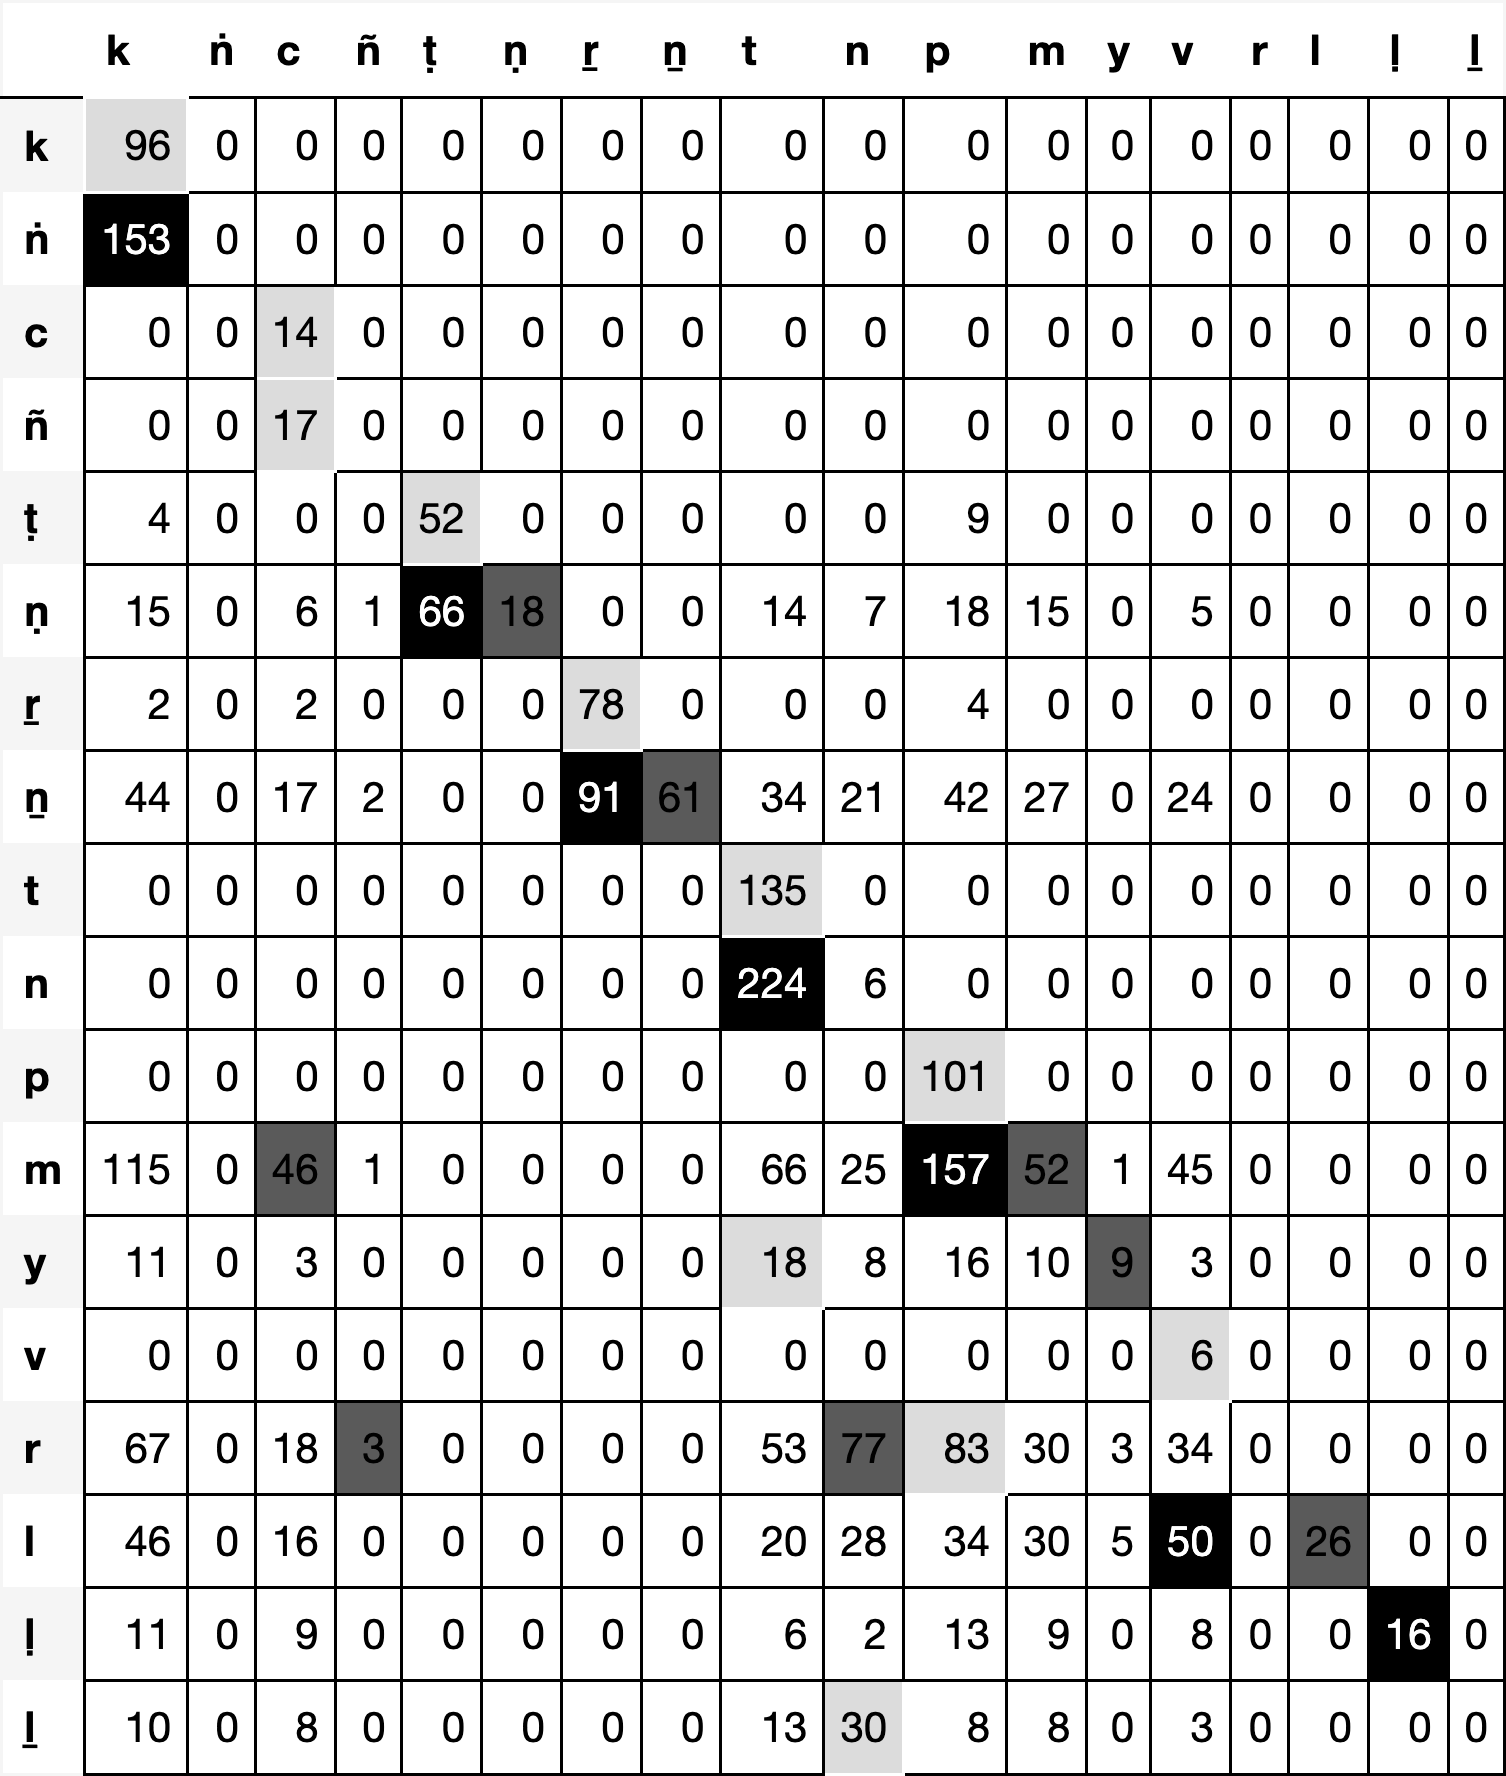 k ṅ c ñ ṭ ṇ ṟ ṉ t n p m y v r l ḷ ḻ
k 96 0 0 0 0 0 0 0 0 0 0 0 0 0 0 0 0 0
ṅ 153 0 0 0 0 0 0 0 0 0 0 0 0 0 0 0 0 0
c 0 0 14 0 0 0 0 0 0 0 0 0 0 0 0 0 0 0
ñ 0 0 17 0 0 0 0 0 0 0 0 0 0 0 0 0 0 0
ṭ 4 0 0 0 52 0 0 0 0 0 9 0 0 0 0 0 0 0
ṇ 15 0 6 1 66 18 0 0 14 7 18 15 0 5 0 0 0 0
ṟ 2 0 2 0 0 0 78 0 0 0 4 0 0 0 0 0 0 0
ṉ 44 0 17 2 0 0 91 61 34 21 42 27 0 24 0 0 0 0
t 0 0 0 0 0 0 0 0 135 0 0 0 0 0 0 0 0 0
n 0 0 0 0 0 0 0 0 224 6 0 0 0 0 0 0 0 0
p 0 0 0 0 0 0 0 0 0 0 101 0 0 0 0 0 0 0
m 115 0 46 1 0 0 0 0 66 25 157 52 1 45 0 0 0 0
y 11 0 3 0 0 0 0 0 18 8 16 10 9 3 0 0 0 0
v 0 0 0 0 0 0 0 0 0 0 0 0 0 6 0 0 0 0
r 67 0 18 3 0 0 0 0 53 77 83 30 3 34 0 0 0 0
l 46 0 16 0 0 0 0 0 20 28 34 30 5 50 0 26 0 0
ḷ 11 0 9 0 0 0 0 0 6 2 13 9 0 8 0 0 16 0
ḻ 10 0 8 0 0 0 0 0 13 30 8 8 0 3 0 0 0 0